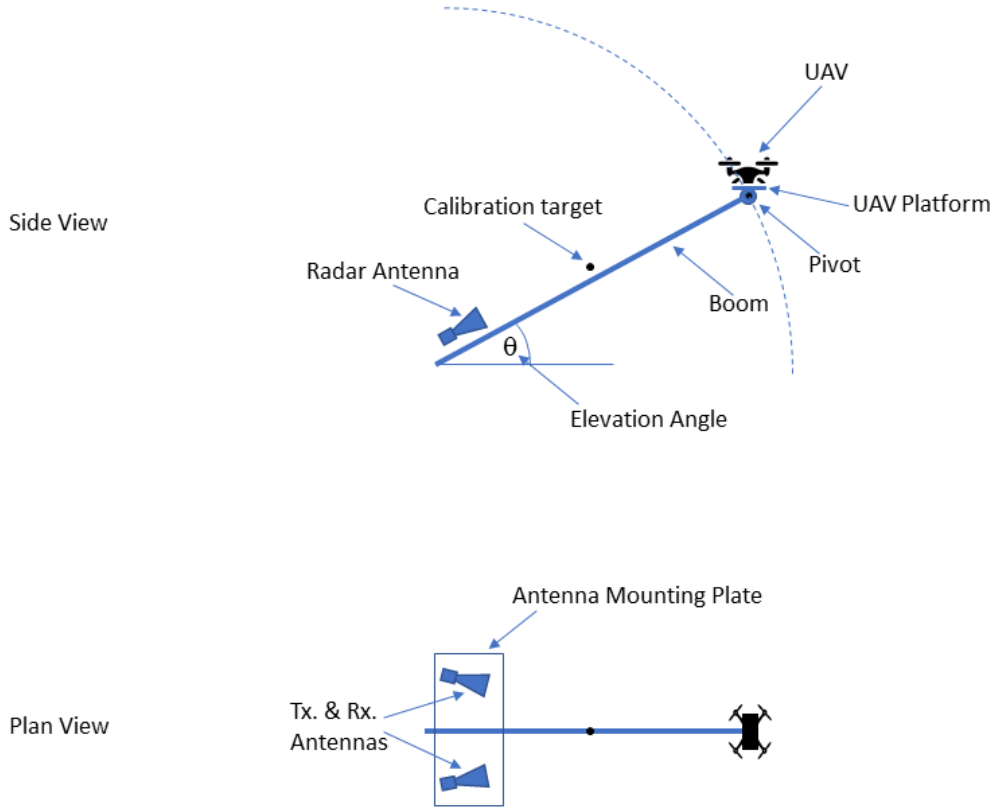 UAV
Side View
Calibration target
UAV Platform
Radar Antenna
Pivot
Boom
θ
Elevation Angle
Antenna Mounting Plate
Plan View
Tx. & Rx.
Antennas